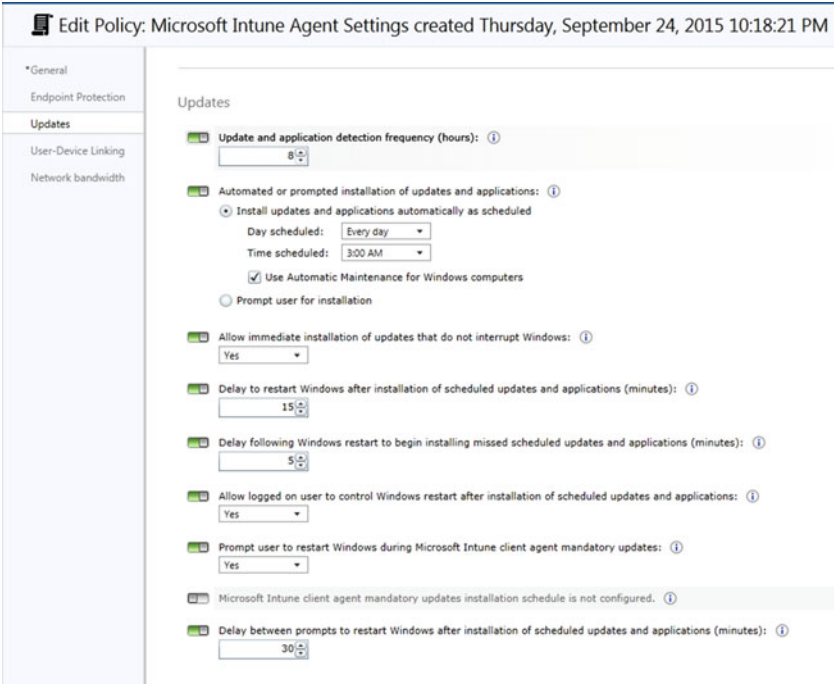 Edit Policy: Microsoft Intune Agent Settings created Thursday, September 24, 2015 10:18:21 PM
*General
Endpoint Protection
Updates
User-Device Linking
Network bandwidth
Updates
Update and application detection frequency (hours):
8
Automated or prompted installation of updates and applications:
Install updates and applications automatically as scheduled
Day scheduled: Every day
Time scheduled: 3:00 AM
Use Automatic Maintenance for Windows computers
Prompt user for installation
Allow immediate installation of updates that do not interrupt Windows:
Yes
Delay to restart Windows after installation of scheduled updates and applications (minutes):
15
Delay following Windows restart to begin installing missed scheduled updates and applications (minutes):
5
Allow logged on user to control Windows restart after installation of scheduled updates and applications:
Yes
Prompt user to restart Windows during Microsoft Intune client agent mandatory updates:
Yes
Microsoft Intune client agent mandatory updates installation schedule is not configured.
Delay between prompts to restart Windows after installation of scheduled updates and applications (minutes):
30